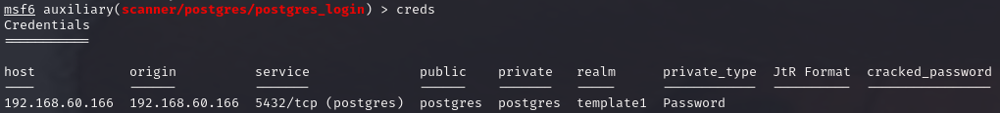 msf6 auxiliary(scanner/postgres/postgres_login) > creds
Credentials
===========
host origin service public private realm private_type JtR Format cracked_password
---- ------ ------- ------ ------- ----- ------------ ---------- ----------------
192.168.60.166 192.168.60.166 5432/tcp (postgres) postgres postgres template1 Password